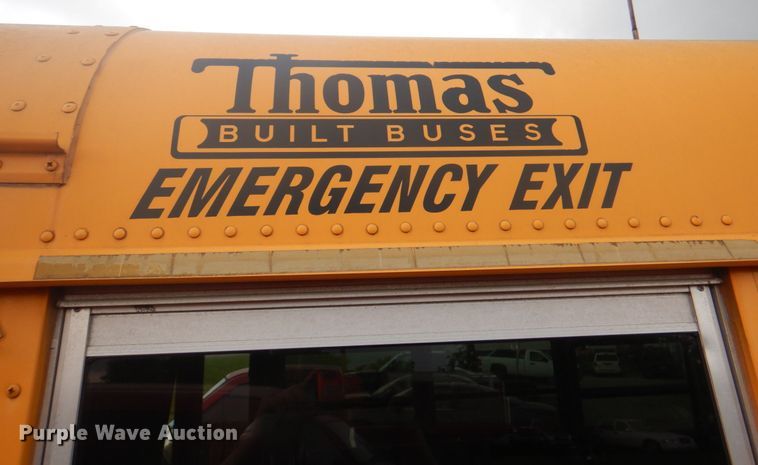 Thomas
BUILT BUSES
EMERGENCY EXIT
Purple Wave Auction